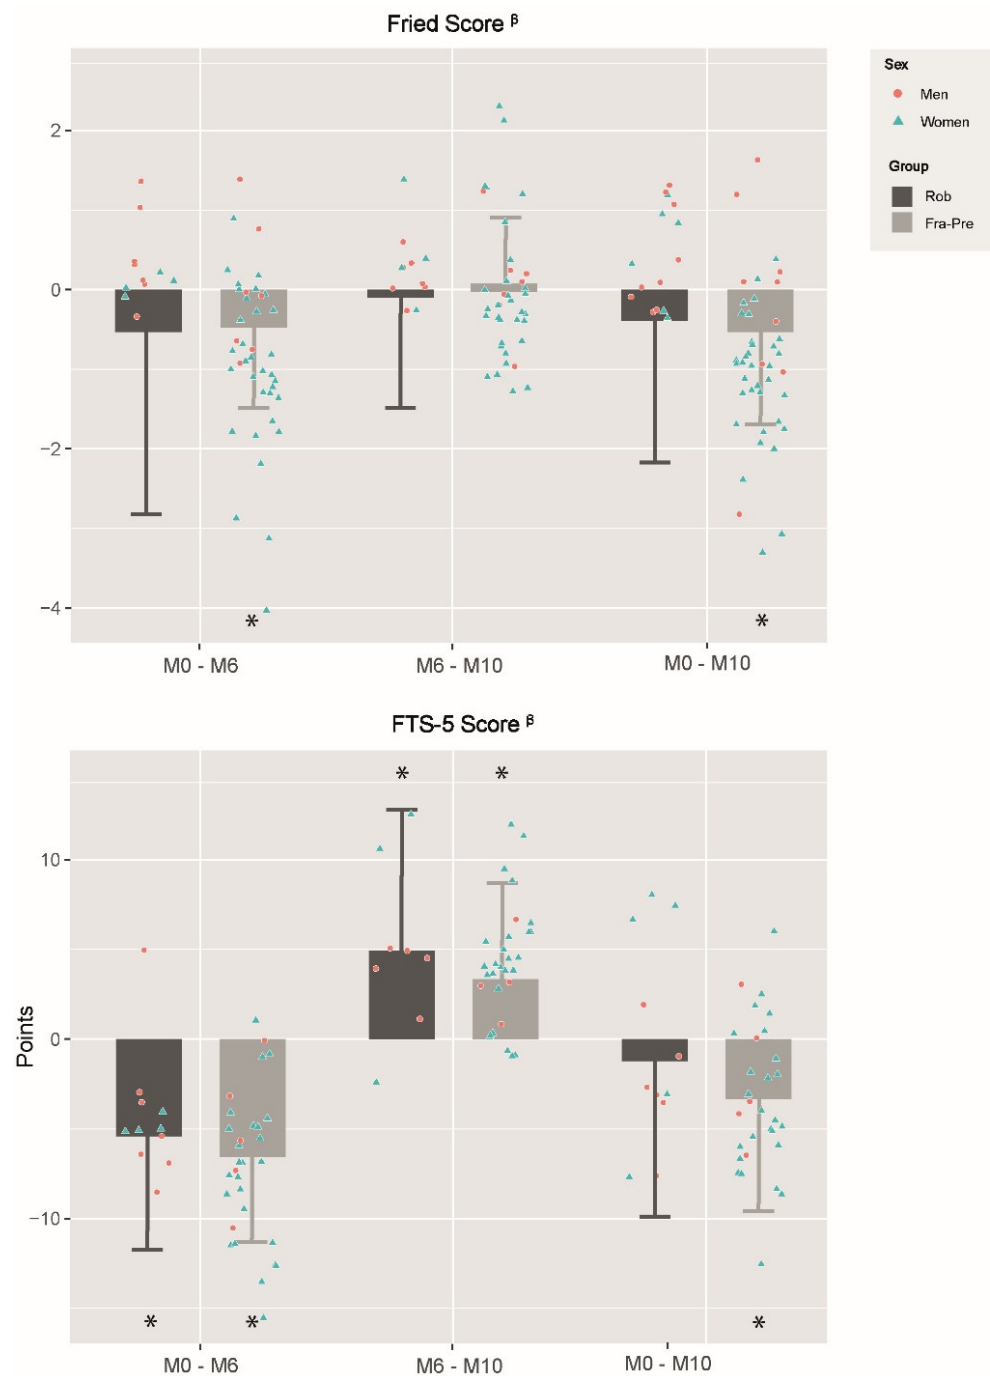 Fried Score β
Sex
Men
Women
Group
Rob
Fra-Pre
2
0
−2
−4
*
*
M0 - M6
M6 - M10
M0 - M10
FTS-5 Score β
*
*
Points
10
0
−10
*
*
*
M0 - M6
M6 - M10
M0 - M10